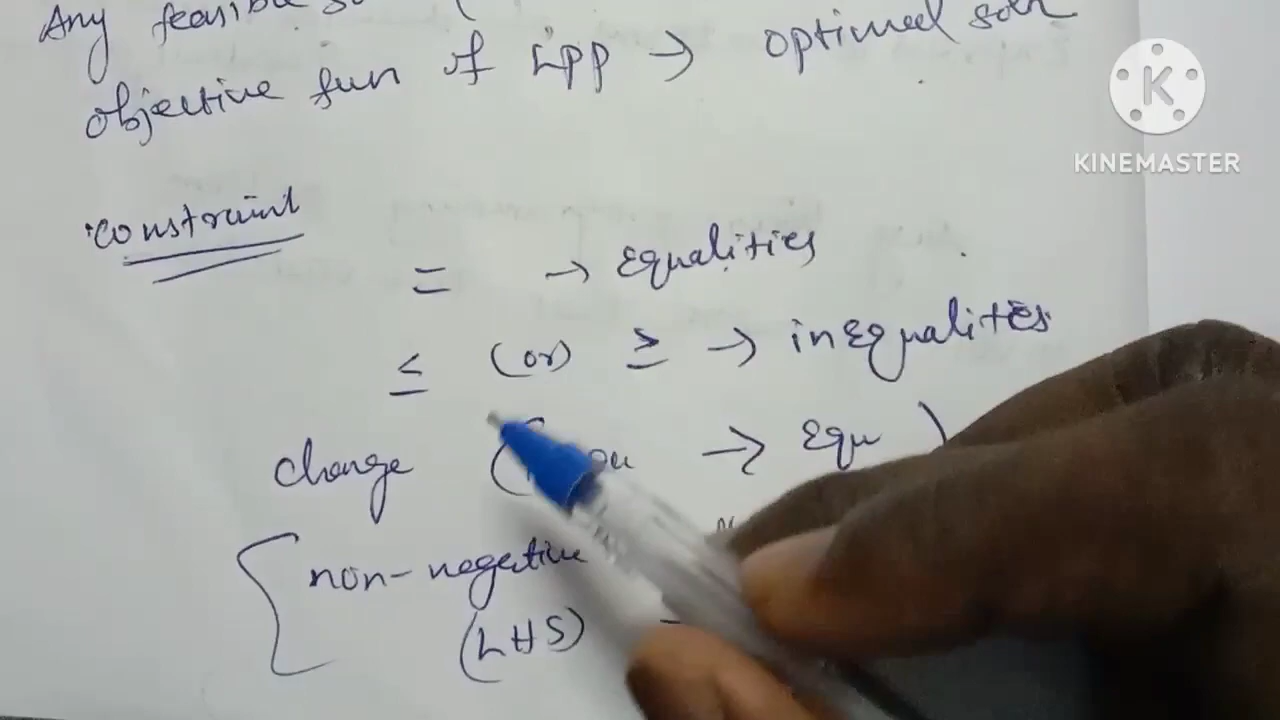 Any feasible
objective fun of Lpp → optimal soln
K
KINEMASTER
Constraint
= → Equalities
≤ (or) ≥ → inEqualities
change ( → Equ )
non-negative
(LHS)